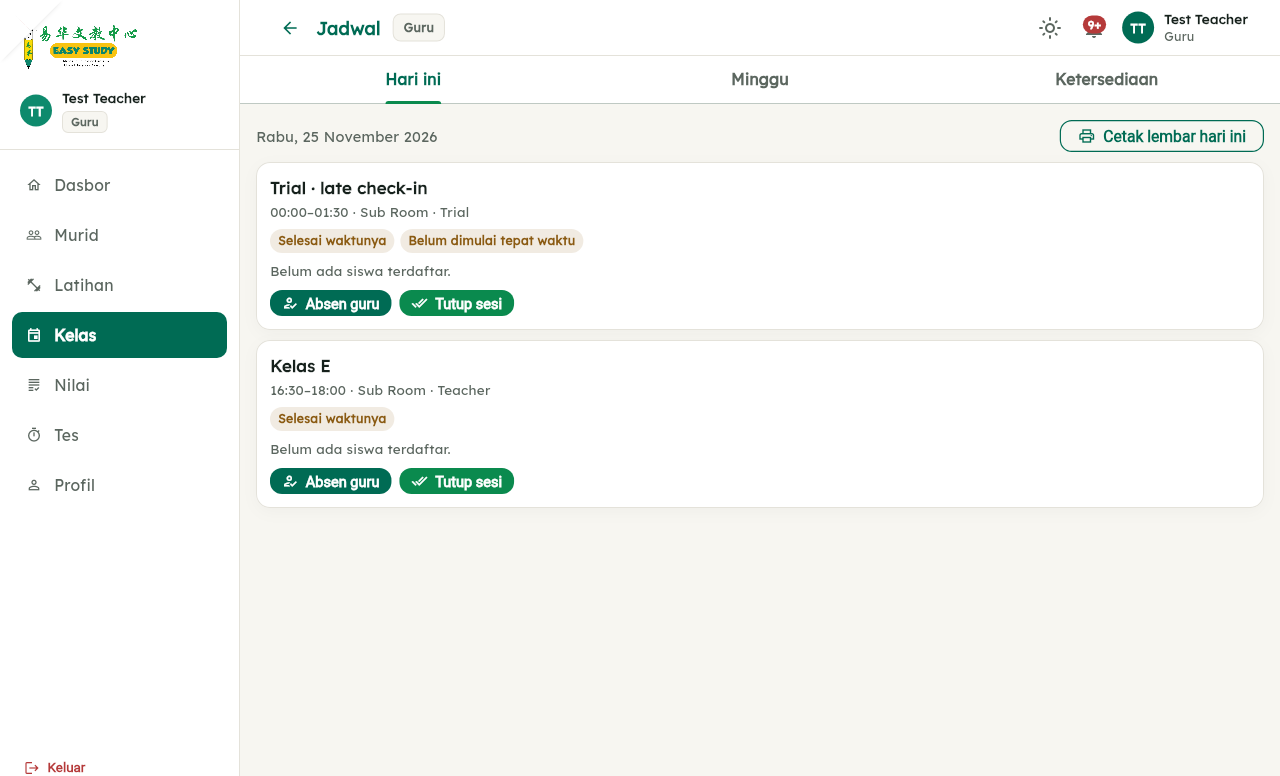 易华文教中心
EASY STUDY
Test Teacher
TT
Guru
Dasbor
Murid
Latihan
Kelas
Nilai
Tes
Profil
Keluar
Jadwal
Guru
9+
TT
Test Teacher
Guru
Hari ini
Minggu
Ketersediaan
Rabu, 25 November 2026
Cetak lembar hari ini
Trial · late check-in
00:00–01:30 · Sub Room · Trial
Selesai waktunya
Belum dimulai tepat waktu
Belum ada siswa terdaftar.
Absen guru
Tutup sesi
Kelas E
16:30–18:00 · Sub Room · Teacher
Selesai waktunya
Belum ada siswa terdaftar.
Absen guru
Tutup sesi